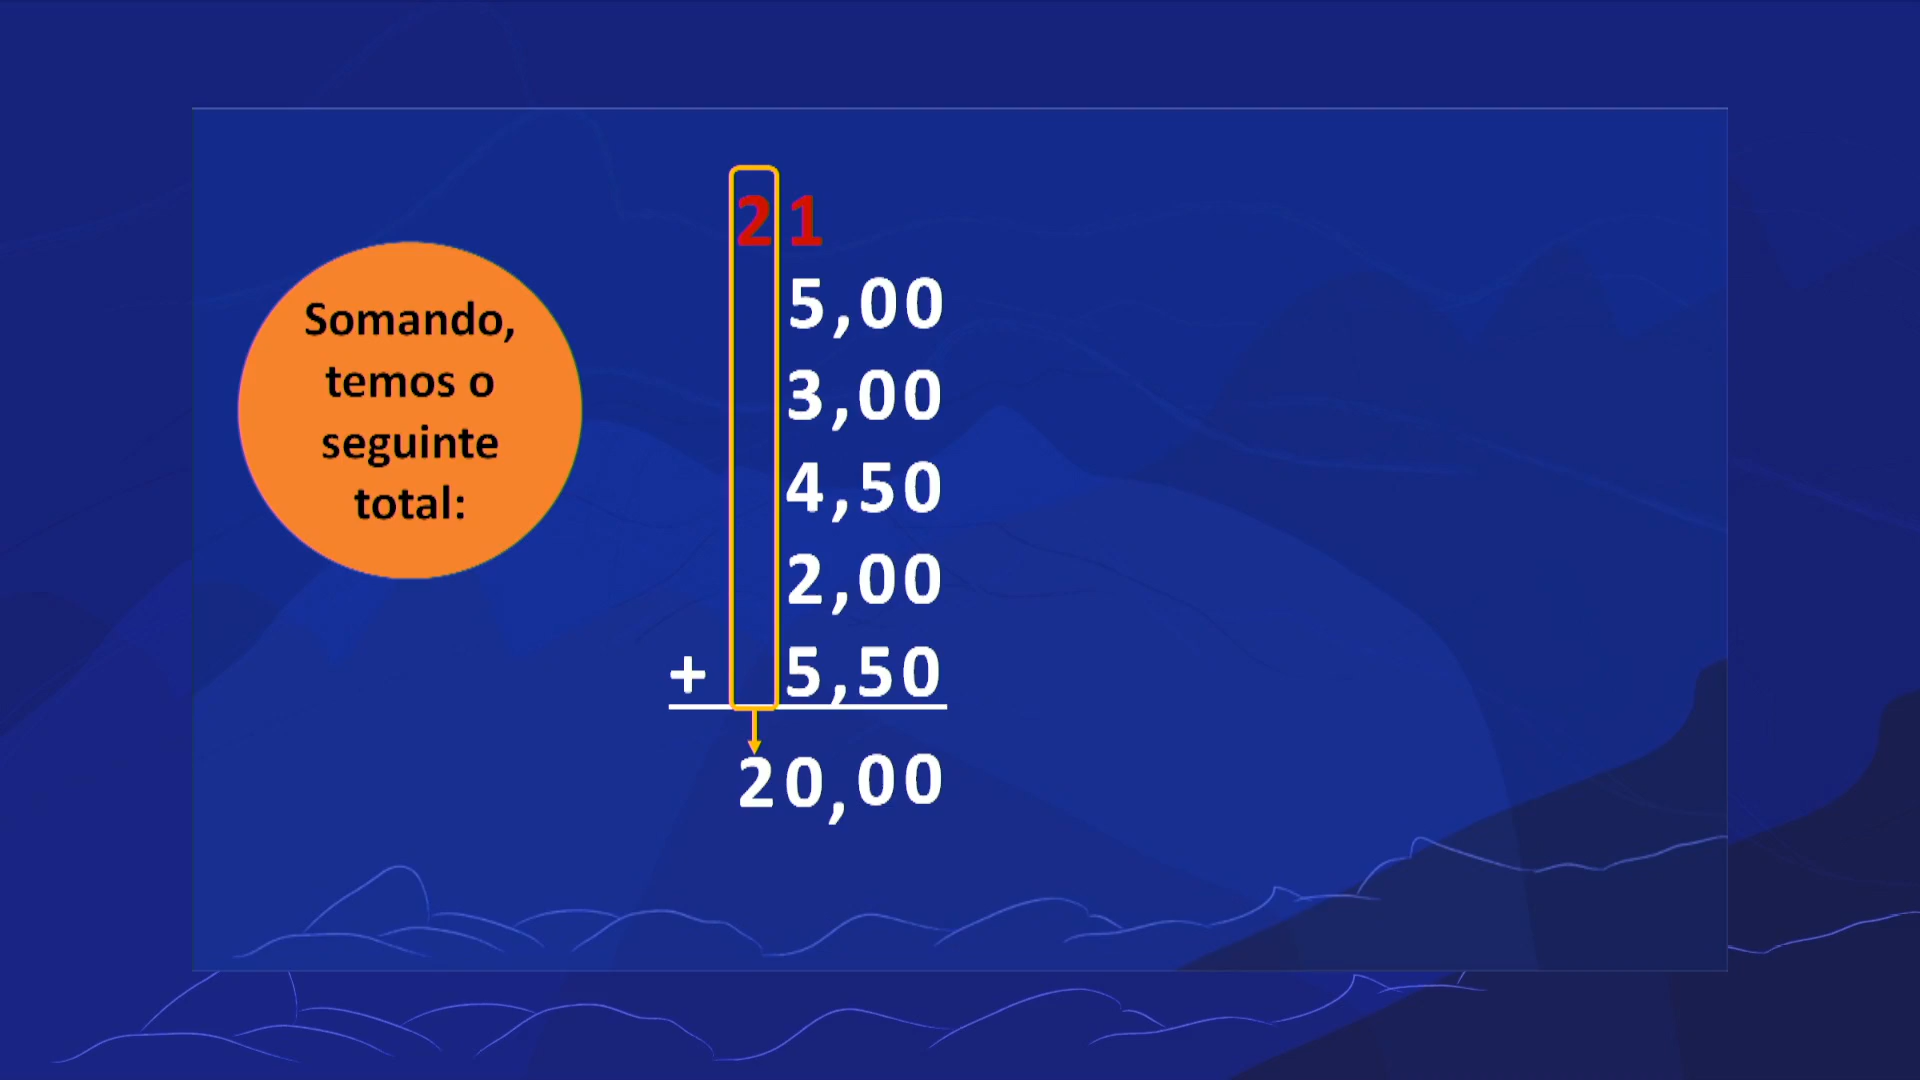 Somando,
temos o
seguinte
total:
21
5,00
3,00
4,50
2,00
+ 5,50
20,00